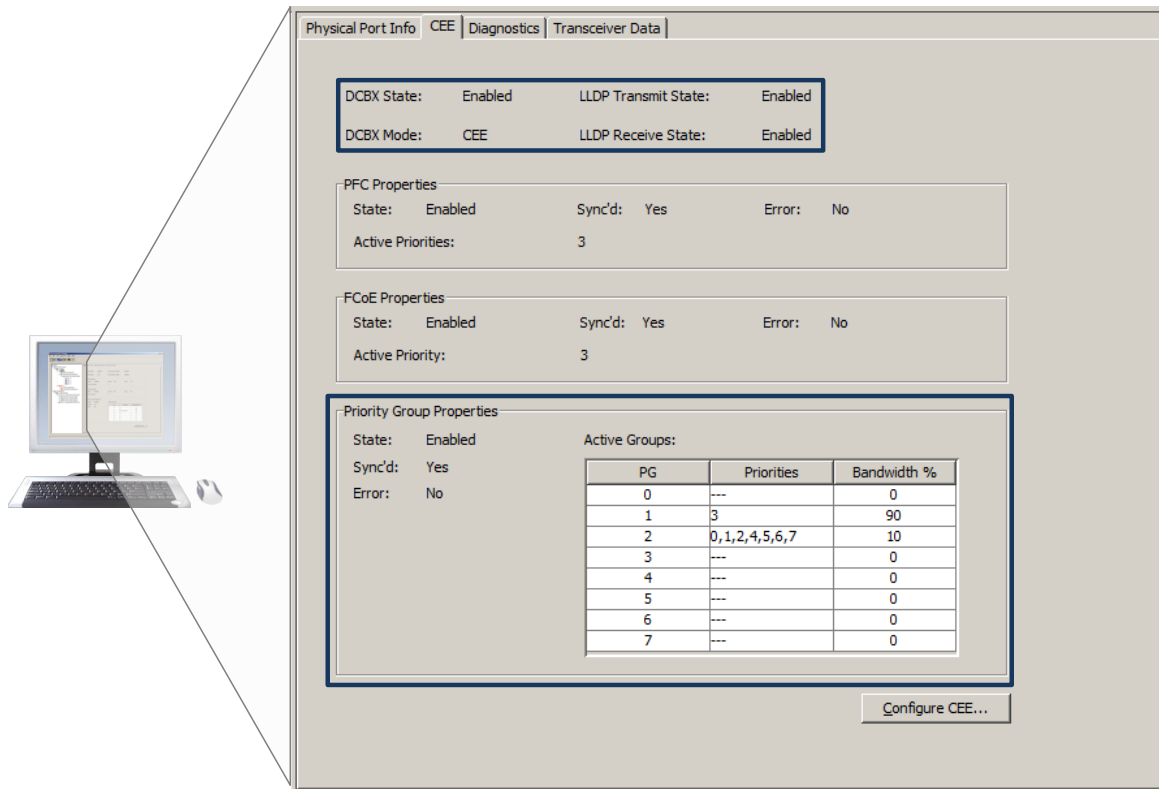 Physical Port Info CEE Diagnostics Transceiver Data
DCBX State: Enabled LLDP Transmit State: Enabled
DCBX Mode: CEE LLDP Receive State: Enabled
PFC Properties
State: Enabled Sync'd: Yes Error: No
Active Priorities: 3
FCoE Properties
State: Enabled Sync'd: Yes Error: No
Active Priority: 3
Priority Group Properties
State: Enabled Active Groups:
Sync'd: Yes
Error: No
PG Priorities Bandwidth %
0 --- 0
1 3 90
2 0,1,2,4,5,6,7 10
3 --- 0
4 --- 0
5 --- 0
6 --- 0
7 --- 0
Configure CEE...